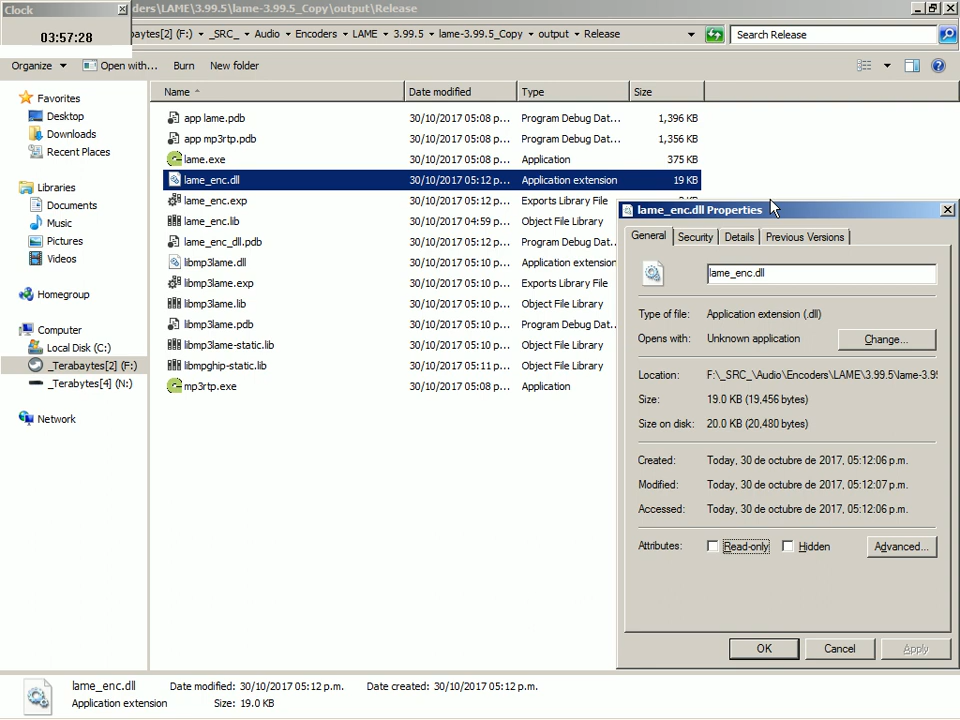 Clock
03:57:28
ders\LAME\3.99.5\lame-3.99.5_Copy\output\Release
baytes[2] (F:) ▸ _SRC_ ▸ Audio ▸ Encoders ▸ LAME ▸ 3.99.5 ▸ lame-3.99.5_Copy ▸ output ▸ Release
Search Release
Organize Open with... Burn New folder
Name Date modified Type Size
Favorites
Desktop
Downloads
Recent Places
Libraries
Documents
Music
Pictures
Videos
Homegroup
Computer
Local Disk (C:)
_Terabaytes[2] (F:)
_Terabytes[4] (N:)
Network
app lame.pdb 30/10/2017 05:08 p... Program Debug Dat... 1,396 KB
app mp3rtp.pdb 30/10/2017 05:08 p... Program Debug Dat... 1,356 KB
lame.exe 30/10/2017 05:08 p... Application 375 KB
lame_enc.dll 30/10/2017 05:12 p... Application extension 19 KB
lame_enc.exp 30/10/2017 05:12 p... Exports Library File
lame_enc.lib 30/10/2017 04:59 p... Object File Library
lame_enc_dll.pdb 30/10/2017 05:12 p... Program Debug Dat...
libmp3lame.dll 30/10/2017 05:10 p... Application extension
libmp3lame.exp 30/10/2017 05:10 p... Exports Library File
libmp3lame.lib 30/10/2017 05:10 p... Object File Library
libmp3lame.pdb 30/10/2017 05:10 p... Program Debug Dat...
libmp3lame-static.lib 30/10/2017 05:10 p... Object File Library
libmpghip-static.lib 30/10/2017 05:11 p... Object File Library
mp3rtp.exe 30/10/2017 05:08 p... Application
lame_enc.dll Properties
General Security Details Previous Versions
lame_enc.dll
Type of file: Application extension (.dll)
Opens with: Unknown application Change...
Location: F:\_SRC_\Audio\Encoders\LAME\3.99.5\lame-3.9
Size: 19.0 KB (19,456 bytes)
Size on disk: 20.0 KB (20,480 bytes)
Created: Today, 30 de octubre de 2017, 05:12:06 p.m.
Modified: Today, 30 de octubre de 2017, 05:12:07 p.m.
Accessed: Today, 30 de octubre de 2017, 05:12:06 p.m.
Attributes: Read-only Hidden Advanced...
OK Cancel Apply
lame_enc.dll Date modified: 30/10/2017 05:12 p.m. Date created: 30/10/2017 05:12 p.m.
Application extension Size: 19.0 KB